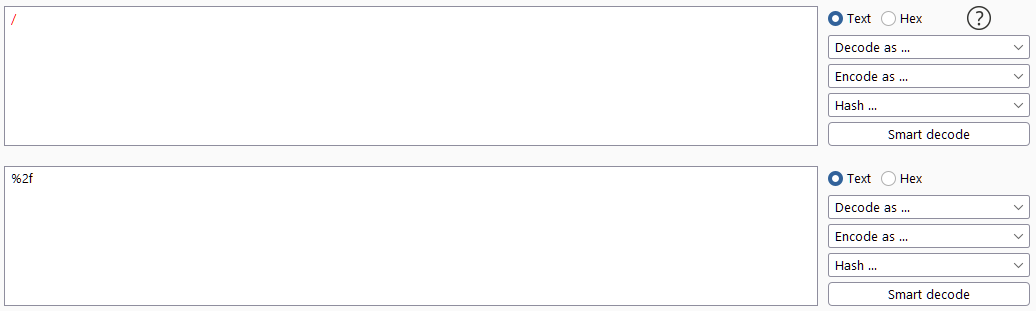 /
Text Hex ?
Decode as ...
Encode as ...
Hash ...
Smart decode
%2f
Text Hex
Decode as ...
Encode as ...
Hash ...
Smart decode